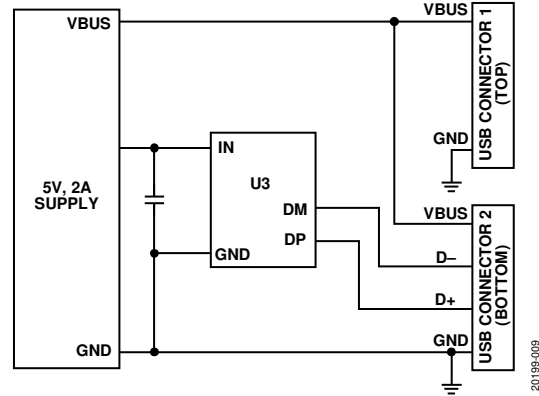 VBUS
5V, 2A
SUPPLY
GND
IN
U3
DM
DP
GND
VBUS
GND
USB CONNECTOR 1
(TOP)
VBUS
D–
D+
GND
USB CONNECTOR 2
(BOTTOM)
20199-009